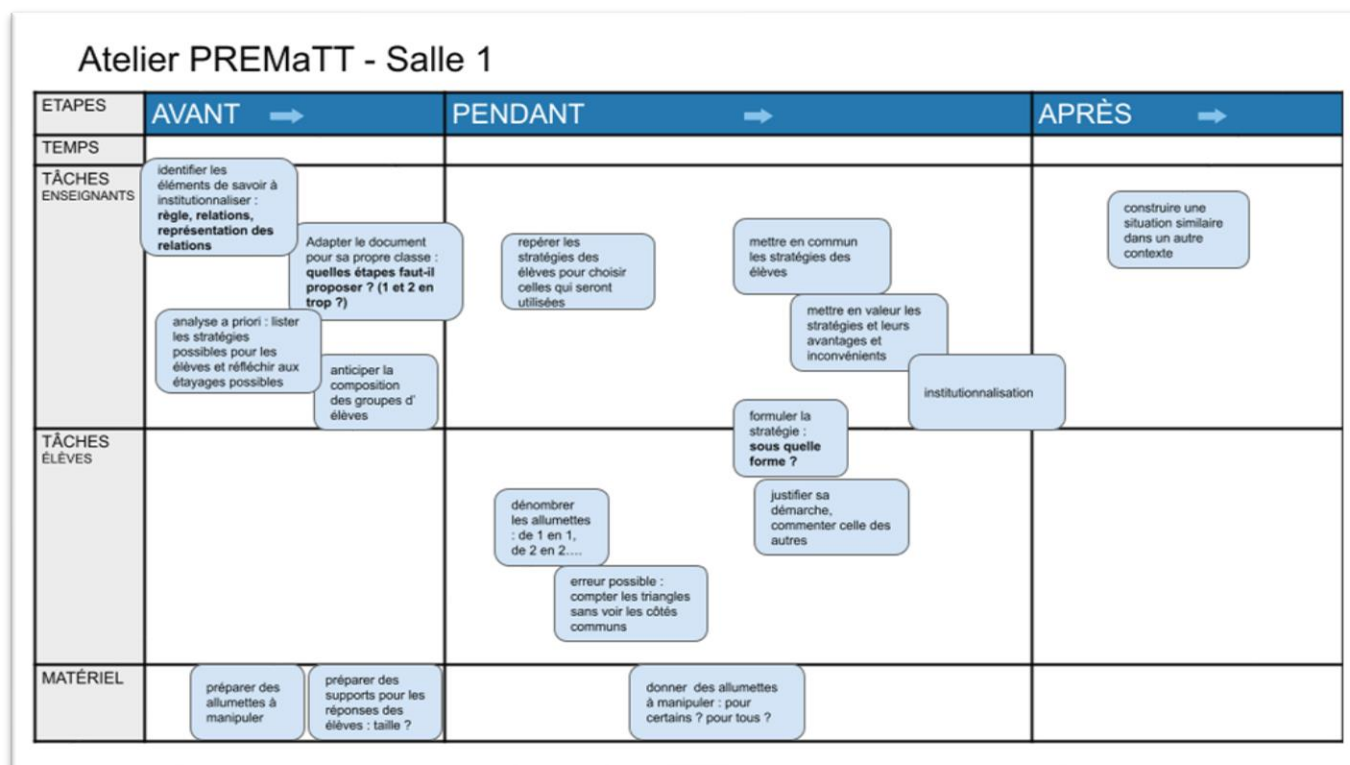 Atelier PREMaTT - Salle 1
ETAPES
AVANT
PENDANT
APRÈS
TEMPS
TÂCHES
ENSEIGNANTS
identifier les
éléments de savoir à
institutionnaliser :
règle, relations,
représentation des
relations
Adapter le document
pour sa propre classe :
quelles étapes faut-il
proposer ? (1 et 2 en
trop ?)
analyse a priori : lister
les stratégies
possibles pour les
élèves et réfléchir aux
étayages possibles
anticiper la
composition
des groupes d'
élèves
repérer les
stratégies des
élèves pour choisir
celles qui seront
utilisées
mettre en commun
les stratégies des
élèves
mettre en valeur les
stratégies et leurs
avantages et
inconvénients
institutionnalisation
construire une
situation similaire
dans un autre
contexte
TÂCHES
ÉLÈVES
formuler la
stratégie :
sous quelle
forme ?
dénombrer
les allumettes
: de 1 en 1,
de 2 en 2....
justifier sa
démarche,
commenter celle des
autres
erreur possible :
compter les triangles
sans voir les côtés
communs
MATÉRIEL
préparer des
allumettes à
manipuler
préparer des
supports pour les
réponses des
élèves : taille ?
donner des allumettes
à manipuler : pour
certains ? pour tous ?